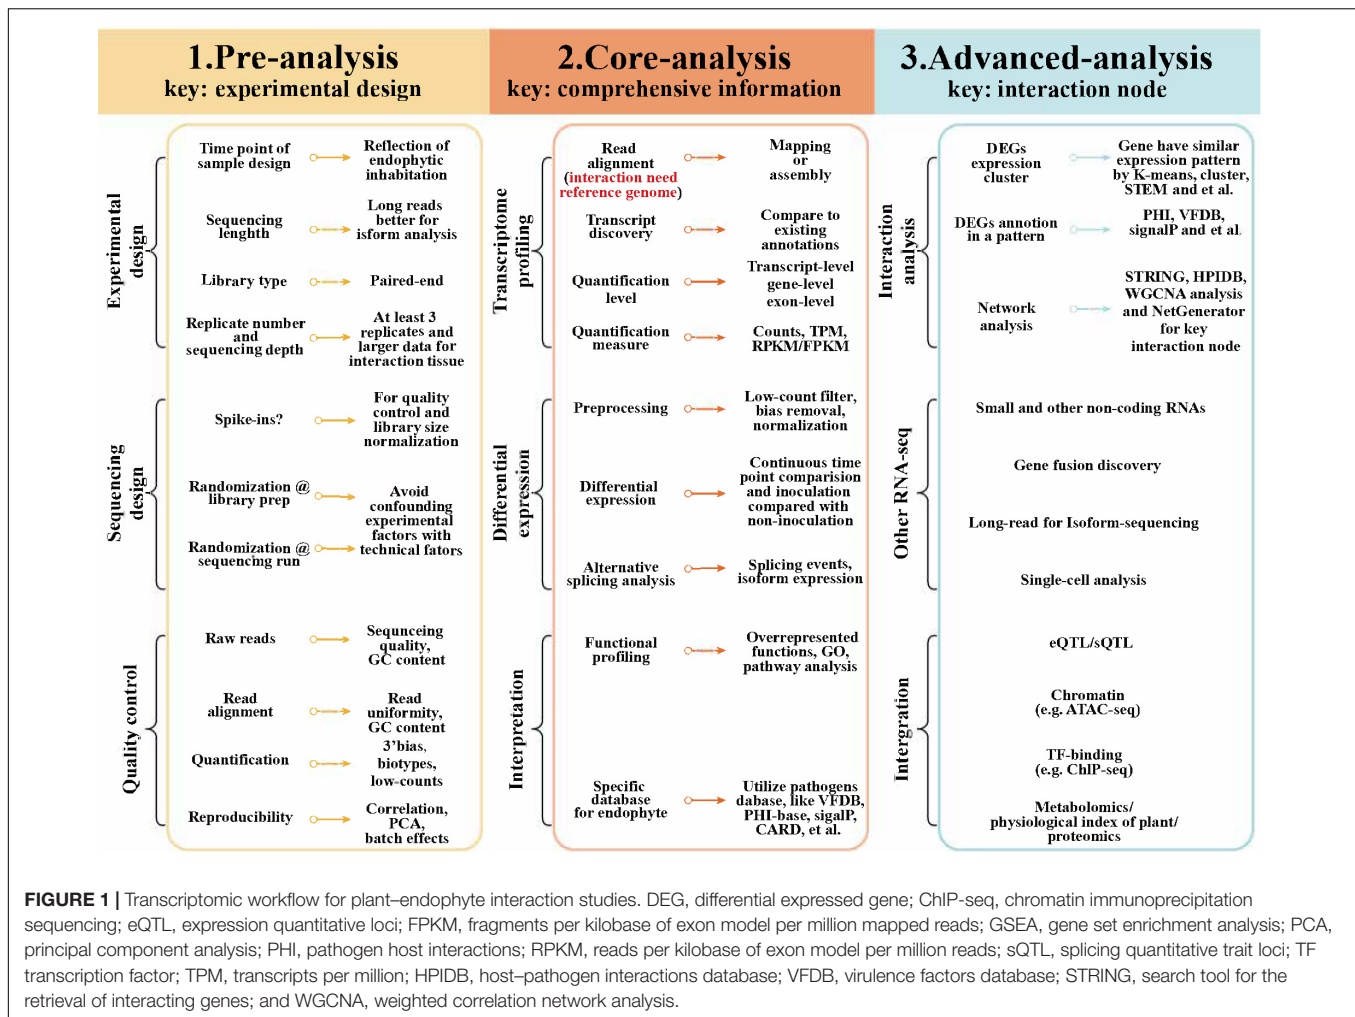 1.Pre-analysis
key: experimental design
Experimental
design
Time point of
sample design
Reflection of
endophytic
inhabitation
Sequencing
lenghth
Long reads
better for
isform analysis
Library type
Paired-end
Replicate number
and
sequencing depth
At least 3
replicates and
larger data for
interaction tissue
Sequencing
design
Spike-ins?
For quality
control and
library size
normalization
Randomization @
library prep
Randomization @
sequencing run
Avoid
confounding
experimental
factors with
technical fators
Quality control
Raw reads
Sequnceing
quality,
GC content
Read
alignment
Read
uniformity,
GC content
Quantification
3'bias,
biotypes,
low-counts
Reproducibility
Correlation,
PCA,
batch effects
2.Core-analysis
key: comprehensive information
Transcriptome
profiling
Read
alignment
(interaction need
reference genome)
Mapping
or
assembly
Transcript
discovery
Compare to
existing
annotations
Quantification
level
Transcript-level
gene-level
exon-level
Quantification
measure
Counts, TPM,
RPKM/FPKM
Differential
expression
Preprocessing
Low-count filter,
bias removal,
normalization
Differential
expression
Continuous time
point comparision
and inoculation
compared with
non-inoculation
Alternative
splicing analysis
Splicing events,
isoform expression
Interpretation
Functional
profiling
Overrepresented
functions, GO,
pathway analysis
Specific
database
for endophyte
Utilize pathogens
dabase, like VFDB,
PHI-base, sigalP,
CARD, et al.
3.Advanced-analysis
key: interaction node
Interaction
analysis
DEGs
expression
cluster
Gene have similar
expression pattern
by K-means, cluster,
STEM and et al.
DEGs annotion
in a pattern
PHI, VFDB,
signalP and et al.
Network
analysis
STRING, HPIDB,
WGCNA analysis
and NetGenerator
for key
interaction node
Other RNA-seq
Small and other non-coding RNAs
Gene fusion discovery
Long-read for Isoform-sequencing
Single-cell analysis
Intergration
eQTL/sQTL
Chromatin
(e.g. ATAC-seq)
TF-binding
(e.g. ChIP-seq)
Metabolomics/
physiological index of plant/
proteomics
FIGURE 1 | Transcriptomic workflow for plant–endophyte interaction studies. DEG, differential expressed gene; ChIP-seq, chromatin immunoprecipitation
sequencing; eQTL, expression quantitative loci; FPKM, fragments per kilobase of exon model per million mapped reads; GSEA, gene set enrichment analysis; PCA,
principal component analysis; PHI, pathogen host interactions; RPKM, reads per kilobase of exon model per million reads; sQTL, splicing quantitative trait loci; TF
transcription factor; TPM, transcripts per million; HPIDB, host–pathogen interactions database; VFDB, virulence factors database; STRING, search tool for the
retrieval of interacting genes; and WGCNA, weighted correlation network analysis.